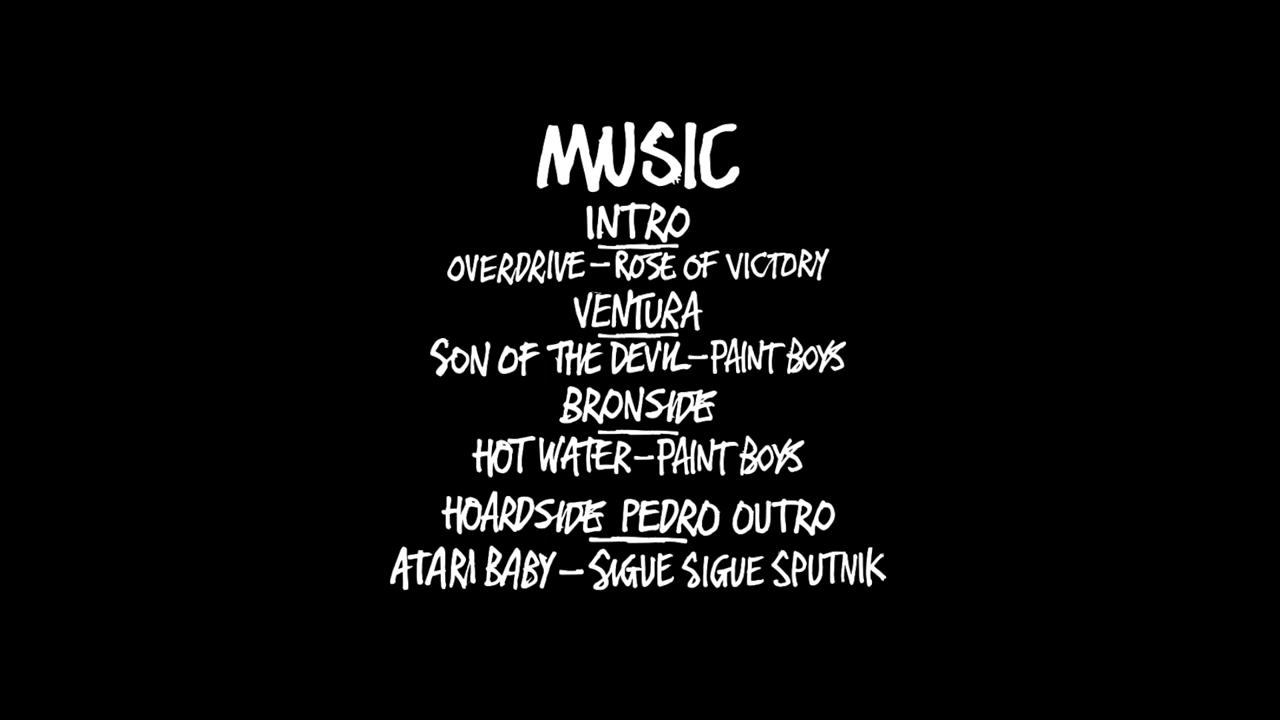 MUSIC
INTRO
OVERDRIVE – ROSE OF VICTORY
VENTURA
SON OF THE DEVIL – PAINT BOYS
BRONSIDE
HOT WATER – PAINT BOYS
HOARDSIDE PEDRO OUTRO
ATARI BABY – SIGUE SIGUE SPUTNIK